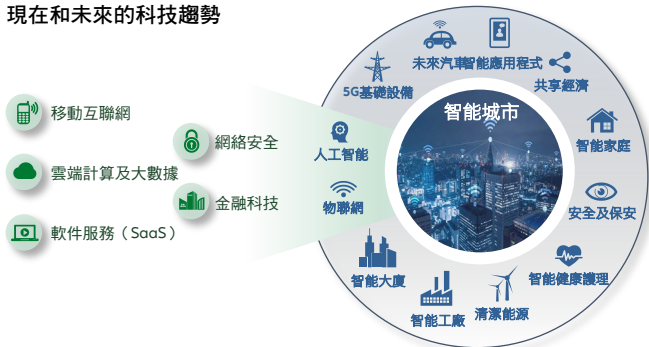 現在和未來的科技趨勢
移動互聯網
網絡安全
雲端計算及大數據
金融科技
軟件服務（SaaS）
未來汽車
智能應用程式
5G基礎設備
共享經濟
智能城市
人工智能
智能家庭
物聯網
安全及保安
智能大廈
智能健康護理
智能工廠
清潔能源